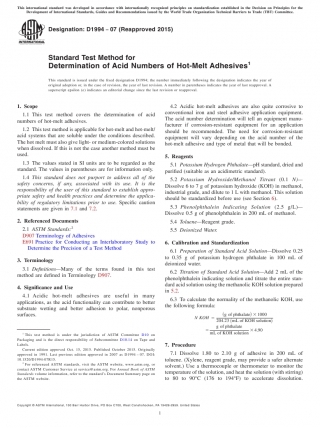 This international standard was developed in accordance with internationally recognized principles on standardization established in the Decision on Principles for the
Development of International Standards, Guides and Recommendations issued by the World Trade Organization Technical Barriers to Trade (TBT) Committee.
Designation: D1994 − 07 (Reapproved 2015)
Standard Test Method for
Determination of Acid Numbers of Hot-Melt Adhesives1
This standard is issued under the fixed designation D1994; the number immediately following the designation indicates the year of
original adoption or, in the case of revision, the year of last revision. A number in parentheses indicates the year of last reapproval. A
superscript epsilon (ε) indicates an editorial change since the last revision or reapproval.
1. Scope
1.1 This test method covers the determination of acid
numbers of hot-melt adhesives.
1.2 This test method is applicable for hot melt and hot melt/
acid systems that are soluble under the conditions described.
The hot melt must also give light- or medium-colored solutions
when dissolved. If this is not the case another method must be
used.
1.3 The values stated in SI units are to be regarded as the
standard. The values in parentheses are for information only.
1.4 This standard does not purport to address all of the
safety concerns, if any, associated with its use. It is the
responsibility of the user of this standard to establish appro-
priate safety and health practices and determine the applica-
bility of regulatory limitations prior to use. Specific caution
statements are given in 7.1 and 7.2.
2. Referenced Documents
2.1 ASTM Standards:2
D907 Terminology of Adhesives
E691 Practice for Conducting an Interlaboratory Study to
Determine the Precision of a Test Method
3. Terminology
3.1 Definitions—Many of the terms found in this test
method are defined in Terminology D907.
4. Significance and Use
4.1 Acidic hot-melt adhesives are useful in many
applications, as the acid functionality can contribute to better
substrate wetting and better adhesion to polar, nonporous
surfaces.
1 This test method is under the jurisdiction of ASTM Committee D10 on
Packaging and is the direct responsibility of Subcommittee on Tape and
Labels.
Current edition approved Oct. 2015. Published October 2015. Originally
approved in 1991. Last previous edition approved in 2007 as D1994 – 07. DOI:
10.1520/D1994-07R15.
2 For referenced ASTM standards, visit the ASTM website, www.astm.org, or
contact ASTM Customer Service at service@astm.org. For Annual Book of ASTM
Standards volume information, refer to the standard's Document Summary page on
the ASTM website.
4.2 Acidic hot-melt adhesives are also quite corrosive to
conventional iron and steel adhesive application equipment.
The acid number determination will tell an equipment manu-
facturer if corrosion-resistant equipment for an application
should be recommended. The need for corrosion-resistant
equipment will vary depending on the acid number of the
hot-melt adhesive and type of metal that will be bonded.
5. Reagents
5.1 Potassium Hydrogen Phthalate—pH standard, dried and
purified (suitable as an acidimetric standard).
5.2 Potassium Hydroxide/Methanol Titrant (0.1 N)—
Dissolve 6 to 7 g of potassium hydroxide (KOH) in methanol,
industrial grade, and dilute to 1 L with methanol. This solution
should be standardized before use (see Section 6).
5.3 Phenolphthalein Indicating Solution (2.5 g/L)—
Dissolve 0.5 g of phenolphthalein in 200 mL of methanol.
5.4 Toluene—Reagent grade.
5.5 Deionized Water.
6. Calibration and Standardization
6.1 Preparation of Standard Acid Solution—Dissolve 0.25
to 0.35 g of potassium hydrogen phthalate in 100 mL of
deionized water.
6.2 Titration of Standard Acid Solution—Add 2 mL of the
phenolphthalein indicating solution and titrate the entire stan-
dard acid solution using the methanolic KOH solution prepared
in 5.2.
6.3 To calculate the normality of the methanolic KOH, use
the following formula:
N KOH = (g of phthalate) × 1000
204.23 (mL of KOH solution)
= g of phthalate × 4.90
mL of KOH solution
7. Procedure
7.1 Dissolve 1.88 to 2.10 g of adhesive in 200 mL of
toluene. (Xylene, reagent grade, may provide a safer alternate
solvent.) Use a thermocouple or thermometer to monitor the
temperature of the solution, and heat the solution (with stirring)
to 80 to 90°C (176 to 194°F) to accelerate dissolution.
Copyright © ASTM International, 100 Barr Harbor Drive, PO Box C700, West Conshohocken, PA 19428-2959. United States
1